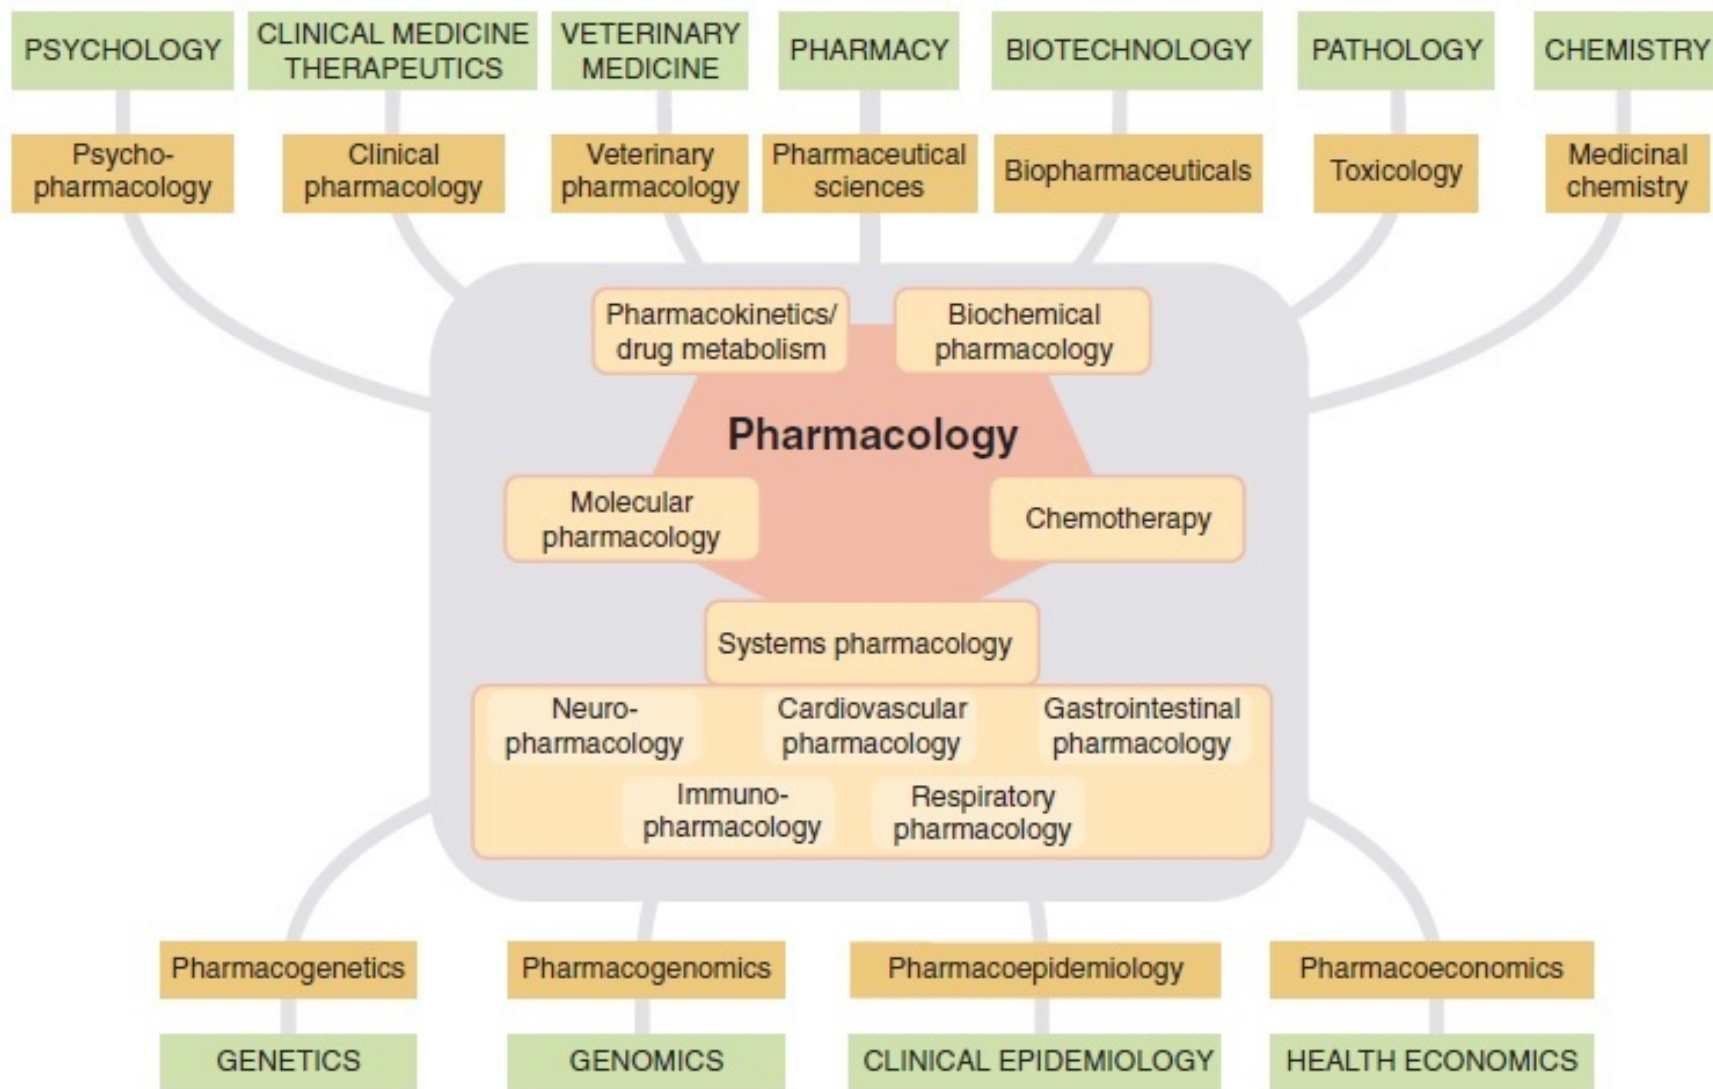 PSYCHOLOGY
CLINICAL MEDICINE
THERAPEUTICS
VETERINARY
MEDICINE
PHARMACY
BIOTECHNOLOGY
PATHOLOGY
CHEMISTRY
Psycho-
pharmacology
Clinical
pharmacology
Veterinary
pharmacology
Pharmaceutical
sciences
Biopharmaceuticals
Toxicology
Medicinal
chemistry
Pharmacokinetics/
drug metabolism
Biochemical
pharmacology
Pharmacology
Molecular
pharmacology
Chemotherapy
Systems pharmacology
Neuro-
pharmacology
Cardiovascular
pharmacology
Gastrointestinal
pharmacology
Immuno-
pharmacology
Respiratory
pharmacology
Pharmacogenetics
Pharmacogenomics
Pharmacoepidemiology
Pharmacoeconomics
GENETICS
GENOMICS
CLINICAL EPIDEMIOLOGY
HEALTH ECONOMICS